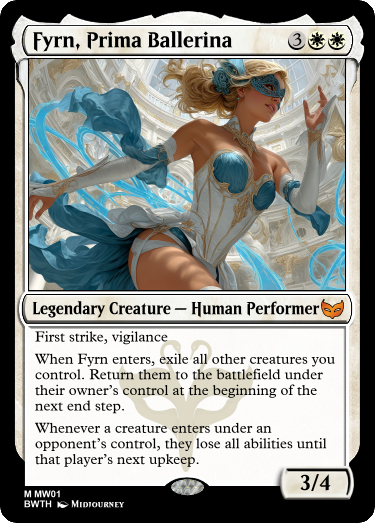 Fyrn, Prima Ballerina 3
Legendary Creature — Human Performer
First strike, vigilance
When Fyrn enters, exile all other creatures you
control. Return them to the battlefield under
their owner's control at the beginning of the
next end step.
Whenever a creature enters under an
opponent's control, they lose all abilities until
that player's next upkeep.
3/4
M MW01
BWTH Midjourney